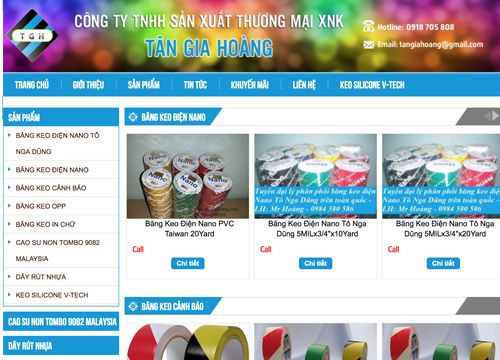 TGH
CÔNG TY TNHH SẢN XUẤT THƯƠNG MẠI XNK
TÂN GIA HOÀNG
Hotline: 0918 705 808
Email: tangiahoang@gmail.com
TRANG CHỦ GIỚI THIỆU SẢN PHẨM TIN TỨC KHUYẾN MÃI LIÊN HỆ KEO SILICONE V-TECH
SẢN PHẨM
BĂNG KEO ĐIỆN NANO TÔ
NGA DŨNG
BĂNG KEO ĐIỆN NANO
BĂNG KEO CẢNH BÁO
BĂNG KEO OPP
BĂNG KEO IN CHỮ
CAO SU NON TOMBO 9082
MALAYSIA
DÂY RÚT NHỰA
KEO SILICONE V-TECH
CAO SU NON TOMBO 9082 MALAYSIA
DÂY RÚT NHỰA
BĂNG KEO ĐIỆN NANO
Nano
Băng Keo Điện Nano PVC
Taiwan 20Yard
Call
Chi tiết
Tuyển đại lý phân phối băng keo điện
Nano Tô Nga Dũng trên toàn quốc -
LH: Mr Hoàng - 0984 580 586
Băng Keo Điện Nano Tô Nga
Dũng 5MILx3/4"x10Yard
Call
Chi tiết
Tuyển đại lý phân phối băng keo điện
Nano Tô Nga Dũng trên toàn quốc -
LH: Mr Hoàng - 0984 580 586
Băng Keo Điện Nano Tô Nga
Dũng 5MILx3/4"x20Yard
Call
Chi tiết
BĂNG KEO CẢNH BÁO